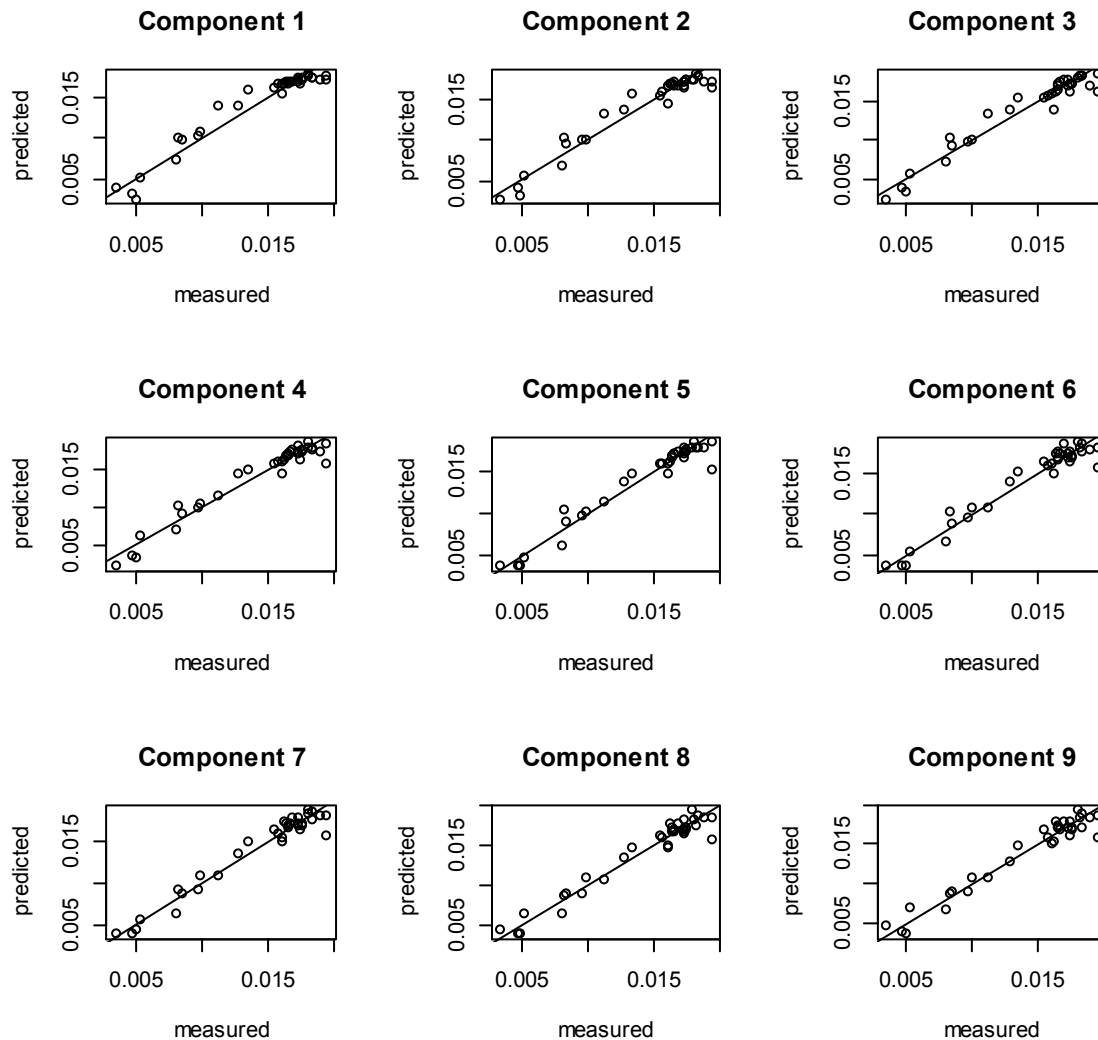 Component 1
Component 2
Component 3
predicted
0.005 0.015
predicted
0.005 0.015
predicted
0.005 0.015
0.005 0.015
0.005 0.015
0.005 0.015
measured
measured
measured
Component 4
Component 5
Component 6
predicted
0.005 0.015
predicted
0.005 0.015
predicted
0.005 0.015
0.005 0.015
0.005 0.015
0.005 0.015
measured
measured
measured
Component 7
Component 8
Component 9
predicted
0.005 0.015
predicted
0.005 0.015
predicted
0.005 0.015
0.005 0.015
0.005 0.015
0.005 0.015
measured
measured
measured